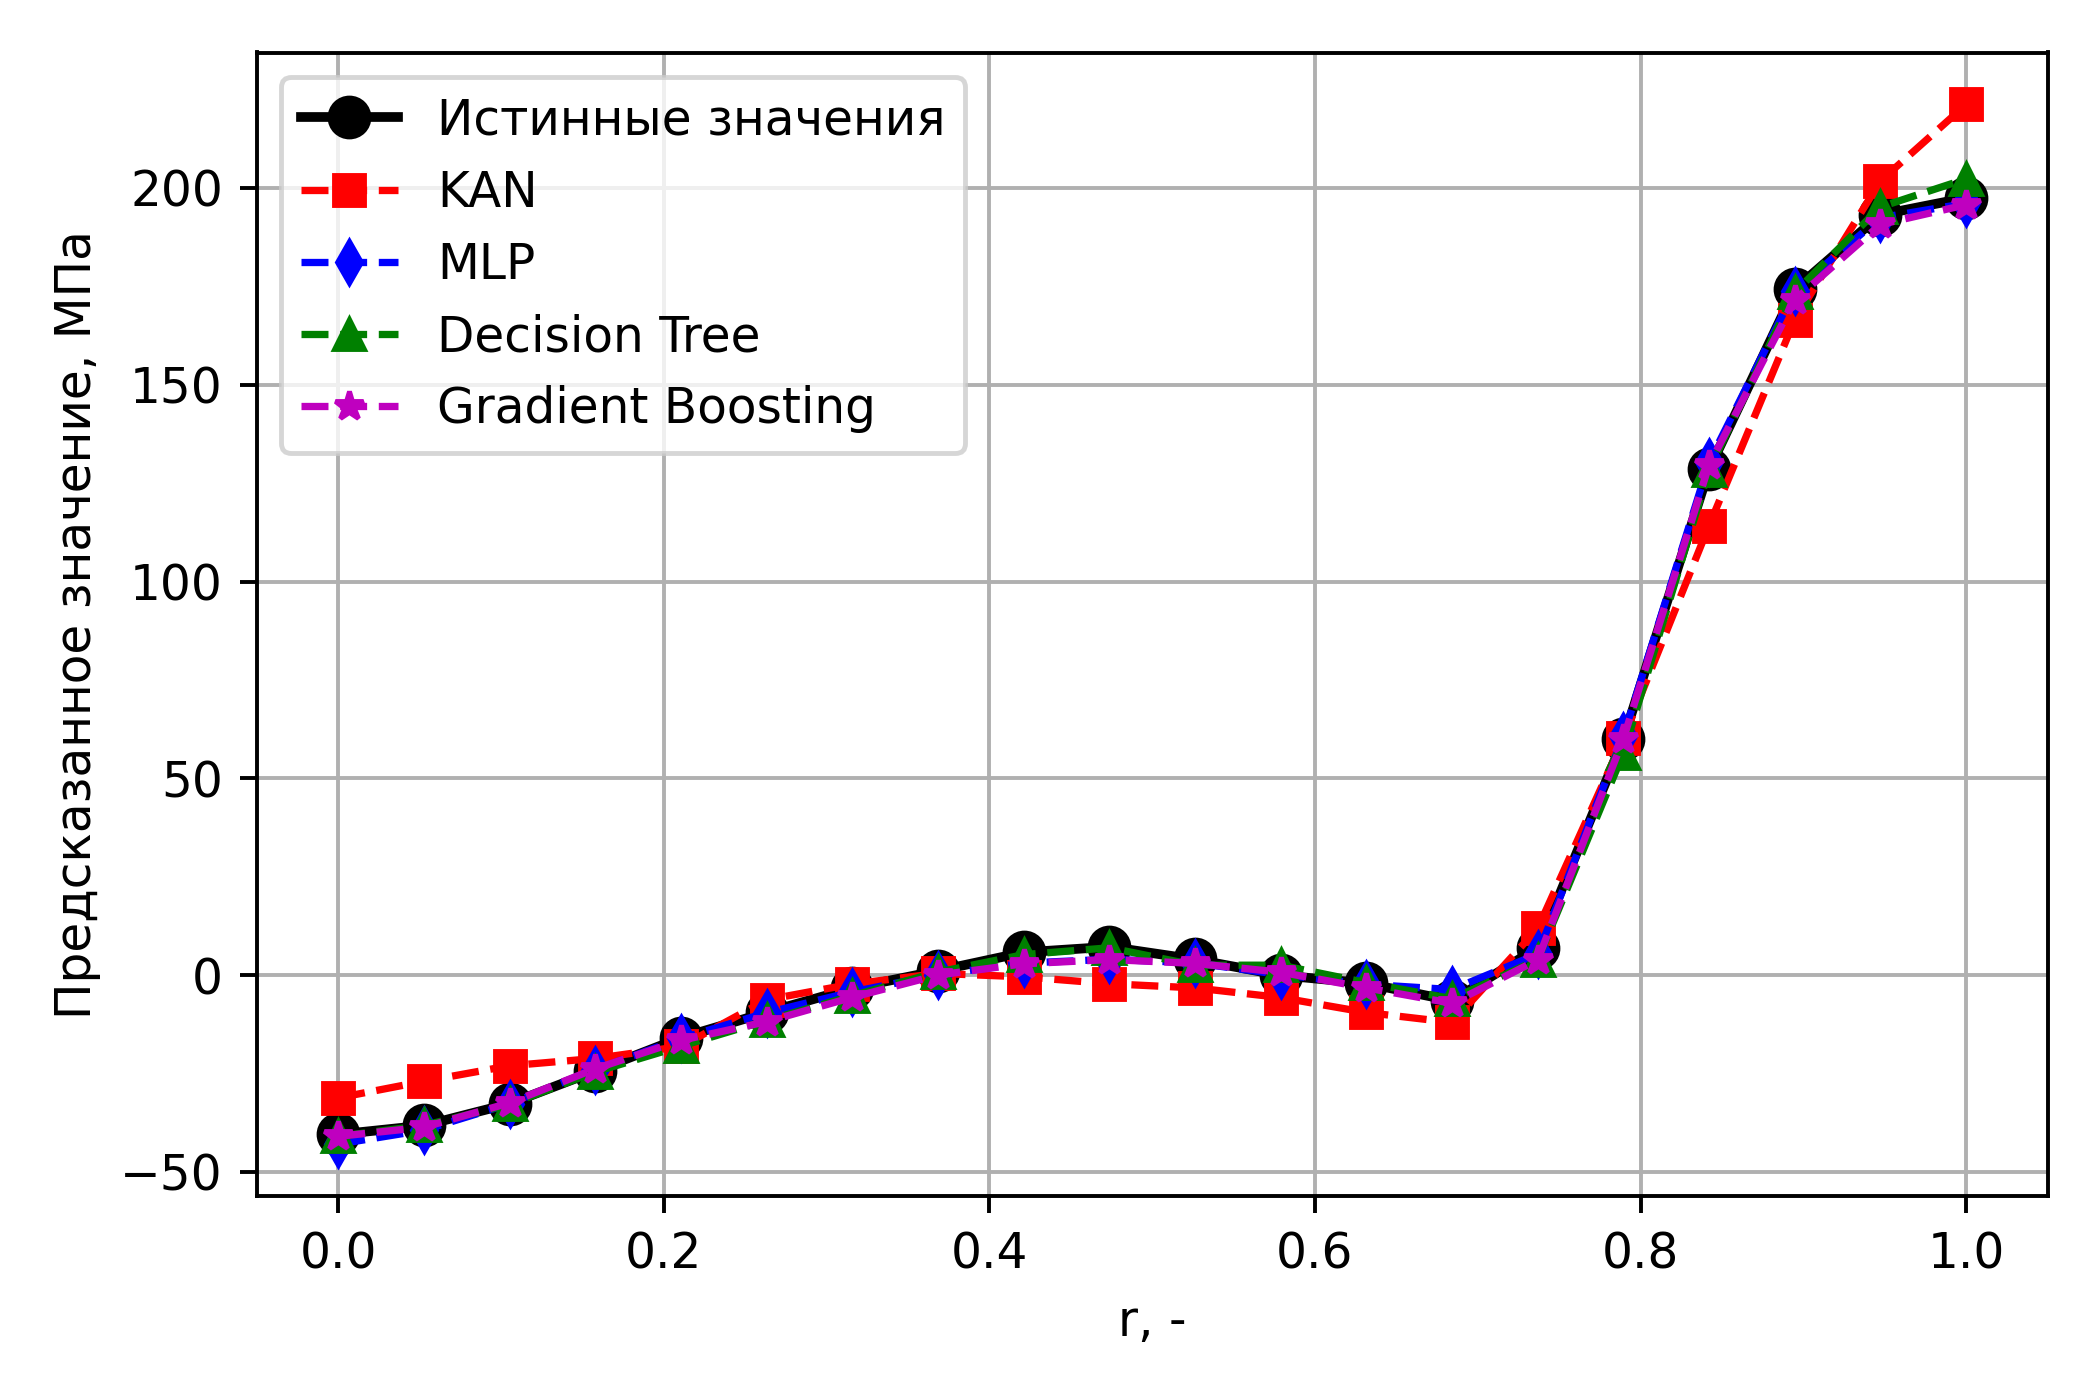 Истинные значения
KAN
MLP
Decision Tree
Gradient Boosting
Предсказанное значение, МПа
200
150
100
50
0
−50
0.0 0.2 0.4 0.6 0.8 1.0
r, -